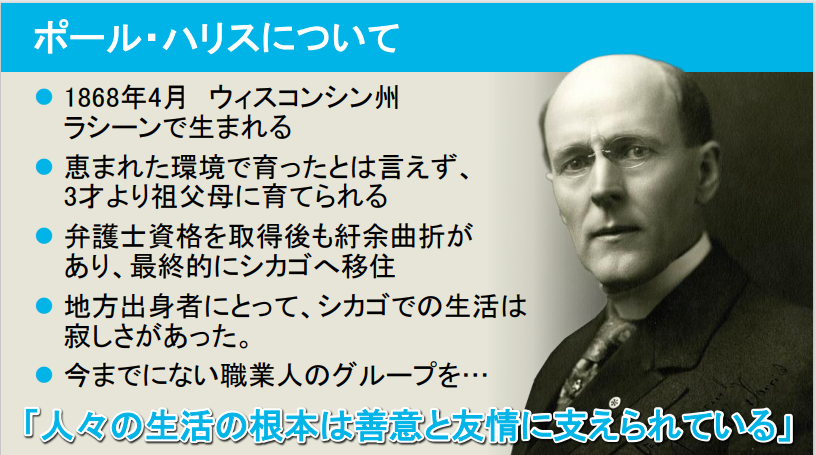 ポール・ハリスについて
● 1868年4月　ウィスコンシン州
ラシーンで生まれる
● 恵まれた環境で育ったとは言えず、
3才より祖父母に育てられる
● 弁護士資格を取得後も紆余曲折が
あり、最終的にシカゴへ移住
● 地方出身者にとって、シカゴでの生活は
寂しさがあった。
● 今までにない職業人のグループを…
「人々の生活の根本は善意と友情に支えられている」